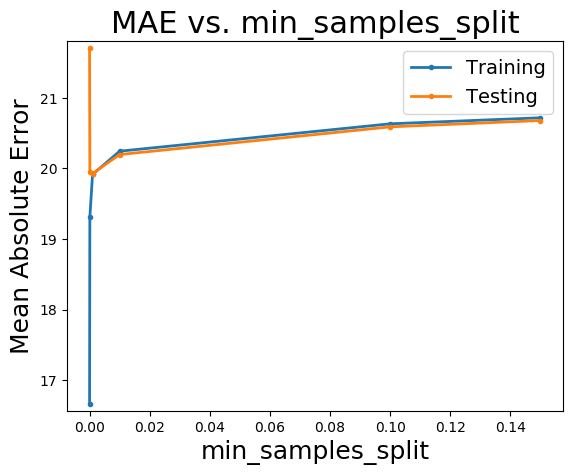 MAE vs. min_samples_split
Training
Testing
Mean Absolute Error
21
20
19
18
17
0.00 0.02 0.04 0.06 0.08 0.10 0.12 0.14
min_samples_split